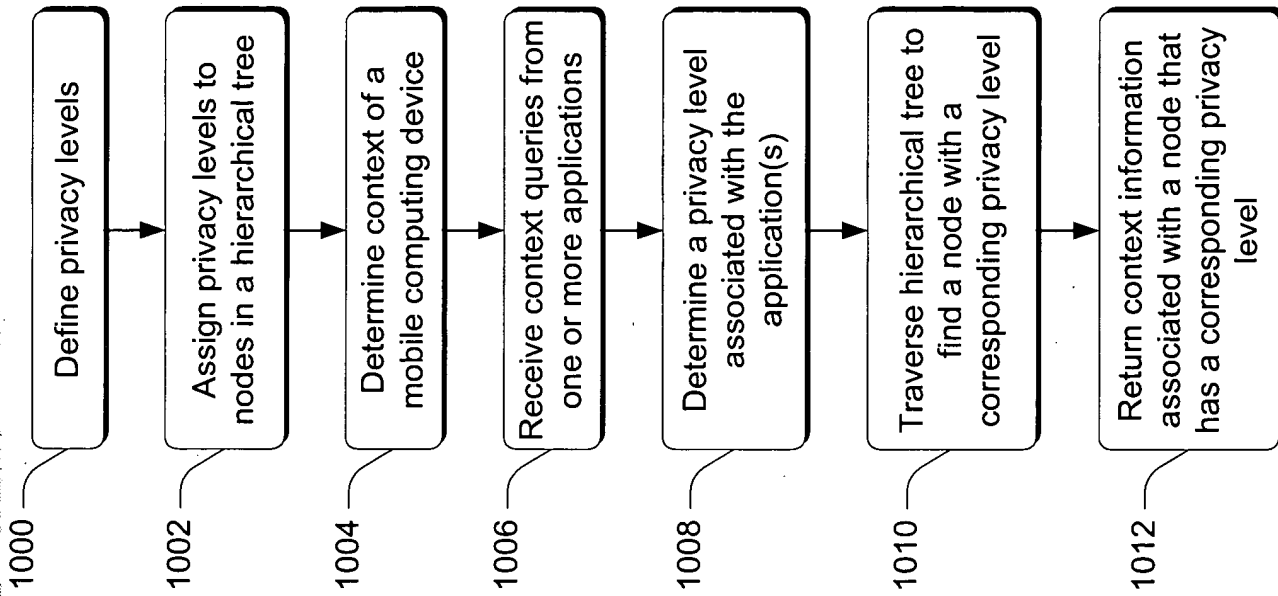 1000
Define privacy levels
1002
Assign privacy levels to
nodes in a hierarchical tree
1004
Determine context of a
mobile computing device
1006
Receive context queries from
one or more applications
1008
Determine a privacy level
associated with the
application(s)
1010
Traverse hierarchical tree to
find a node with a
corresponding privacy level
1012
Return context information
associated with a node that
has a corresponding privacy
level